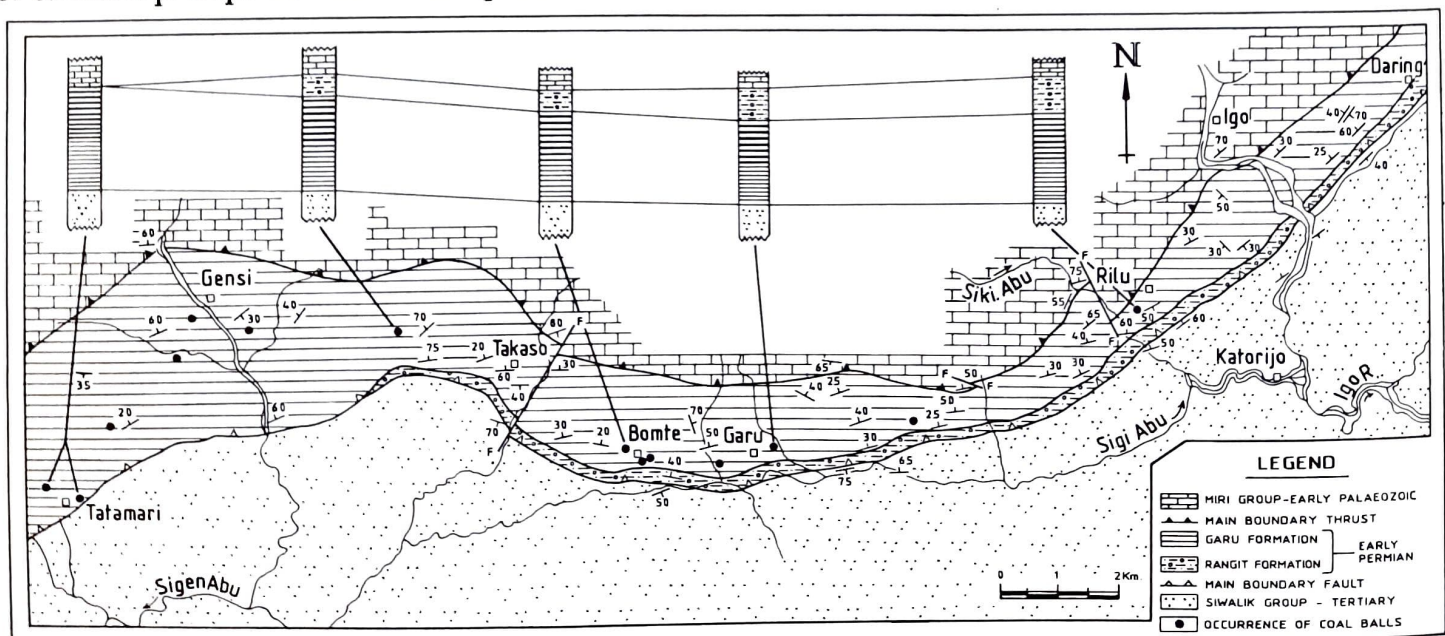 N
Daring
Igo
40
70
60
25
40
30
70
50
30
30
30
60
Gensi
40
60
30
70
75
20
80
Takaso
30
60
40
70
F
F
35
20
60
Tatamari
SigenAbu
30
20
Bomte
40
50
70
50
Garu
65
40
25
30
40
25
50
F
50
F
65
75
Siki. Abu
F
75
55
Rilu
65
40
60
50
F
50
60
30
30
Katorijo
Igo R
Sigi Abu
0 1 2 Km.
LEGEND
MIRI GROUP-EARLY PALAEOZOIC
MAIN BOUNDARY THRUST
GARU FORMATION
RANGIT FORMATION
EARLY
PERMIAN
MAIN BOUNDARY FAULT
SIWALIK GROUP - TERTIARY
OCCURRENCE OF COAL BALLS